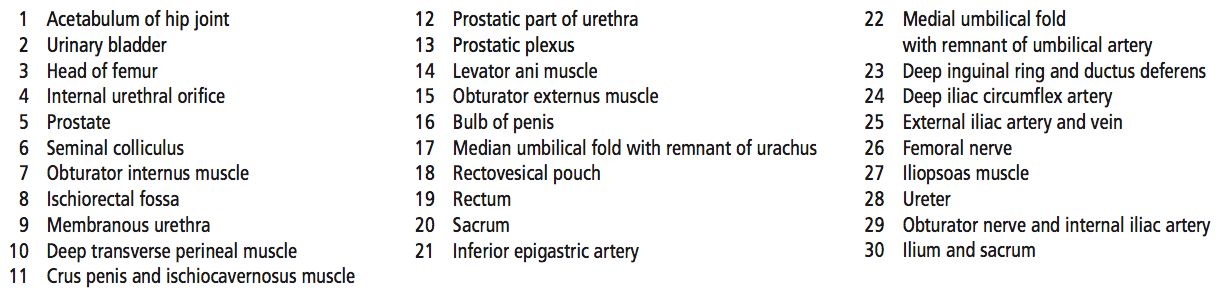 1 Acetabulum of hip joint
2 Urinary bladder
3 Head of femur
4 Internal urethral orifice
5 Prostate
6 Seminal colliculus
7 Obturator internus muscle
8 Ischiorectal fossa
9 Membranous urethra
10 Deep transverse perineal muscle
11 Crus penis and ischiocavernosus muscle
12 Prostatic part of urethra
13 Prostatic plexus
14 Levator ani muscle
15 Obturator externus muscle
16 Bulb of penis
17 Median umbilical fold with remnant of urachus
18 Rectovesical pouch
19 Rectum
20 Sacrum
21 Inferior epigastric artery
22 Medial umbilical fold
with remnant of umbilical artery
23 Deep inguinal ring and ductus deferens
24 Deep iliac circumflex artery
25 External iliac artery and vein
26 Femoral nerve
27 Iliopsoas muscle
28 Ureter
29 Obturator nerve and internal iliac artery
30 Ilium and sacrum